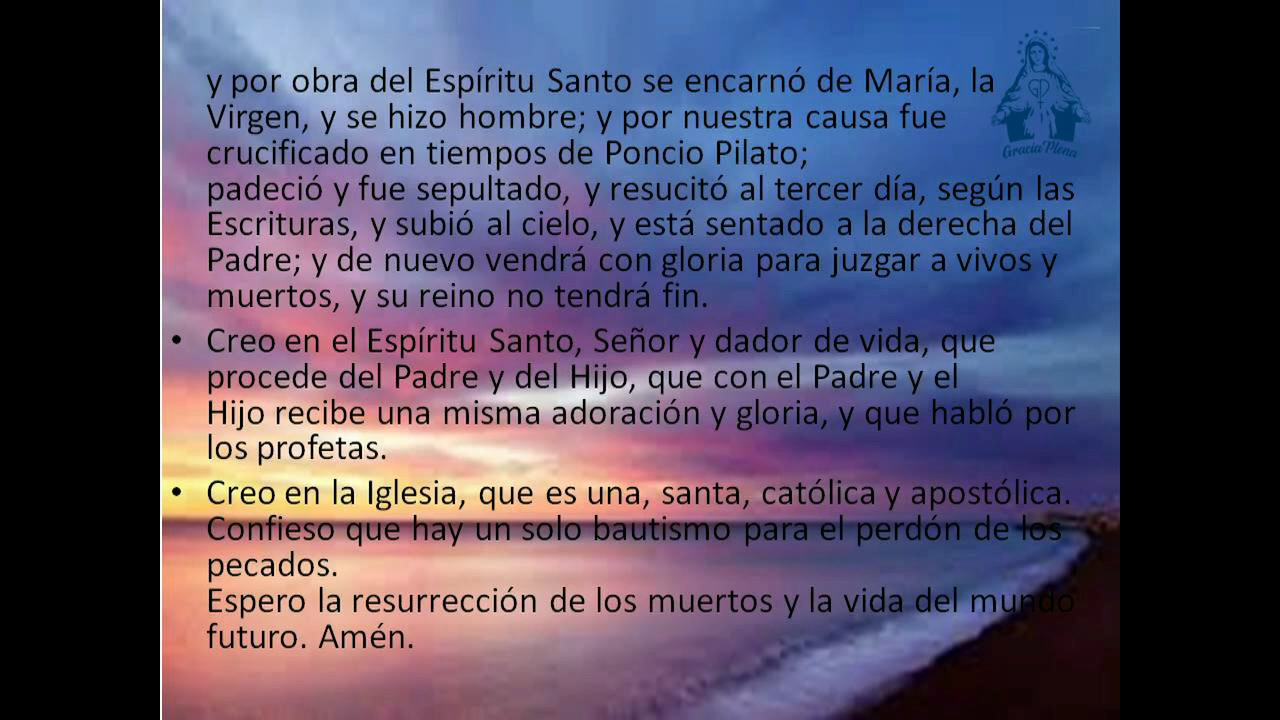 y por obra del Espíritu Santo se encarnó de María, la
Virgen, y se hizo hombre; y por nuestra causa fue
crucificado en tiempos de Poncio Pilato;
padeció y fue sepultado, y resucitó al tercer día, según las
Escrituras, y subió al cielo, y está sentado a la derecha del
Padre; y de nuevo vendrá con gloria para juzgar a vivos y
muertos, y su reino no tendrá fin.
• Creo en el Espíritu Santo, Señor y dador de vida, que
procede del Padre y del Hijo, que con el Padre y el
Hijo recibe una misma adoración y gloria, y que habló por
los profetas.
• Creo en la Iglesia, que es una, santa, católica y apostólica.
Confieso que hay un solo bautismo para el perdón de los
pecados.
Espero la resurrección de los muertos y la vida del mundo
futuro. Amén.
Gracia Plena